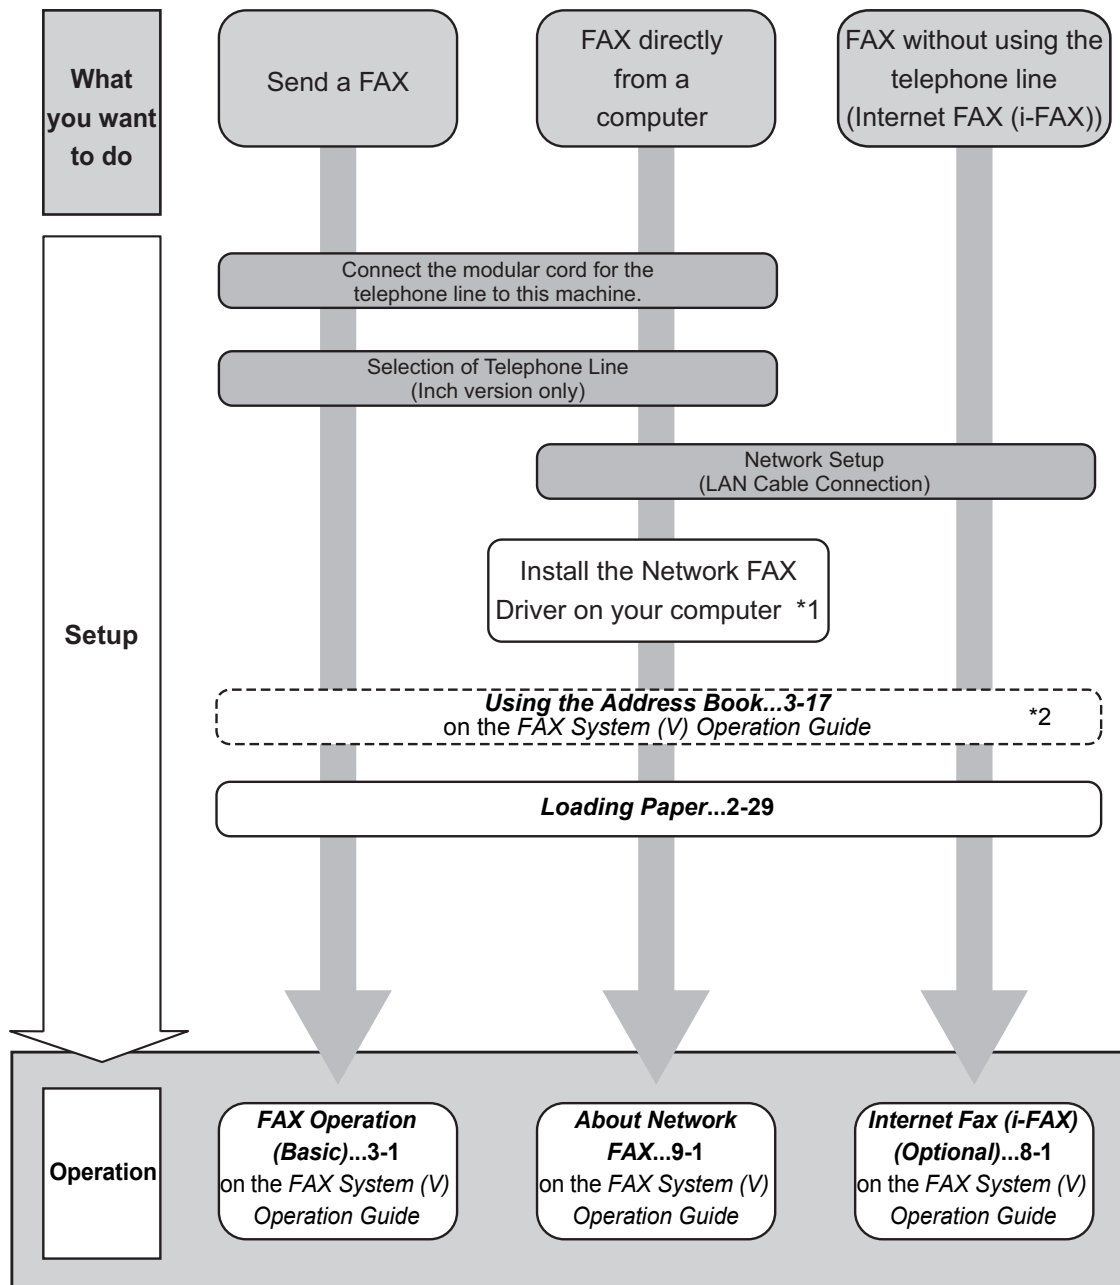 What
you want
to do
Send a FAX
FAX directly
from a
computer
FAX without using the
telephone line
(Internet FAX (i-FAX))
Setup
Connect the modular cord for the
telephone line to this machine.
Selection of Telephone Line
(Inch version only)
Network Setup
(LAN Cable Connection)
Install the Network FAX
Driver on your computer *1
Using the Address Book...3-17
on the FAX System (V) Operation Guide
*2
Loading Paper...2-29
Operation
FAX Operation
(Basic)...3-1
on the FAX System (V)
Operation Guide
About Network
FAX...9-1
on the FAX System (V)
Operation Guide
Internet Fax (i-FAX)
(Optional)...8-1
on the FAX System (V)
Operation Guide